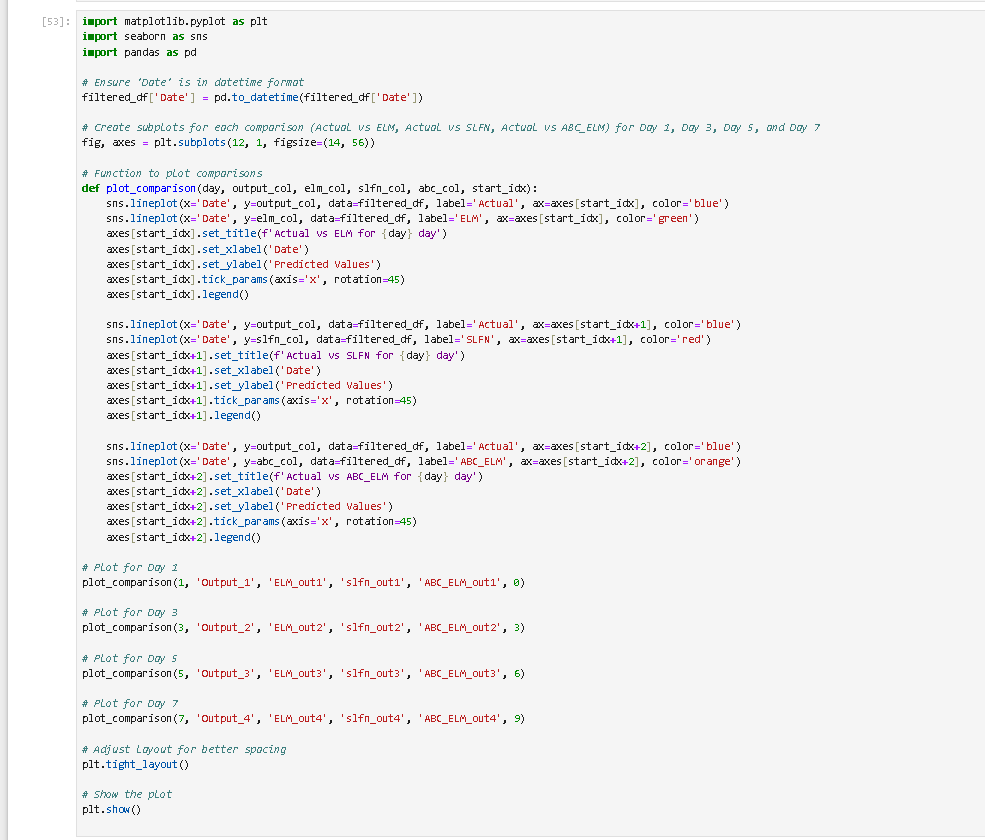 [53]:
import matplotlib.pyplot as plt
import seaborn as sns
import pandas as pd

# Ensure 'Date' is in datetime format
filtered_df['Date'] = pd.to_datetime(filtered_df['Date'])

# Create subplots for each comparison (Actual vs ELM, Actual vs SLFN, Actual vs ABC_ELM) for Day 1, Day 3, Day 5, and Day 7
fig, axes = plt.subplots(12, 1, figsize=(14, 56))

# Function to plot comparisons
def plot_comparison(day, output_col, elm_col, slfn_col, abc_col, start_idx):
    sns.lineplot(x='Date', y=output_col, data=filtered_df, label='Actual', ax=axes[start_idx], color='blue')
    sns.lineplot(x='Date', y=elm_col, data=filtered_df, label='ELM', ax=axes[start_idx], color='green')
    axes[start_idx].set_title(f'Actual vs ELM for {day} day')
    axes[start_idx].set_xlabel('Date')
    axes[start_idx].set_ylabel('Predicted Values')
    axes[start_idx].tick_params(axis='x', rotation=45)
    axes[start_idx].legend()

    sns.lineplot(x='Date', y=output_col, data=filtered_df, label='Actual', ax=axes[start_idx+1], color='blue')
    sns.lineplot(x='Date', y=slfn_col, data=filtered_df, label='SLFN', ax=axes[start_idx+1], color='red')
    axes[start_idx+1].set_title(f'Actual vs SLFN for {day} day')
    axes[start_idx+1].set_xlabel('Date')
    axes[start_idx+1].set_ylabel('Predicted Values')
    axes[start_idx+1].tick_params(axis='x', rotation=45)
    axes[start_idx+1].legend()

    sns.lineplot(x='Date', y=output_col, data=filtered_df, label='Actual', ax=axes[start_idx+2], color='blue')
    sns.lineplot(x='Date', y=abc_col, data=filtered_df, label='ABC_ELM', ax=axes[start_idx+2], color='orange')
    axes[start_idx+2].set_title(f'Actual vs ABC_ELM for {day} day')
    axes[start_idx+2].set_xlabel('Date')
    axes[start_idx+2].set_ylabel('Predicted Values')
    axes[start_idx+2].tick_params(axis='x', rotation=45)
    axes[start_idx+2].legend()

# Plot for Day 1
plot_comparison(1, 'Output_1', 'ELM_out1', 'slfn_out1', 'ABC_ELM_out1', 0)

# Plot for Day 3
plot_comparison(3, 'Output_2', 'ELM_out2', 'slfn_out2', 'ABC_ELM_out2', 3)

# Plot for Day 5
plot_comparison(5, 'Output_3', 'ELM_out3', 'slfn_out3', 'ABC_ELM_out3', 6)

# Plot for Day 7
plot_comparison(7, 'Output_4', 'ELM_out4', 'slfn_out4', 'ABC_ELM_out4', 9)

# Adjust layout for better spacing
plt.tight_layout()

# Show the plot
plt.show()